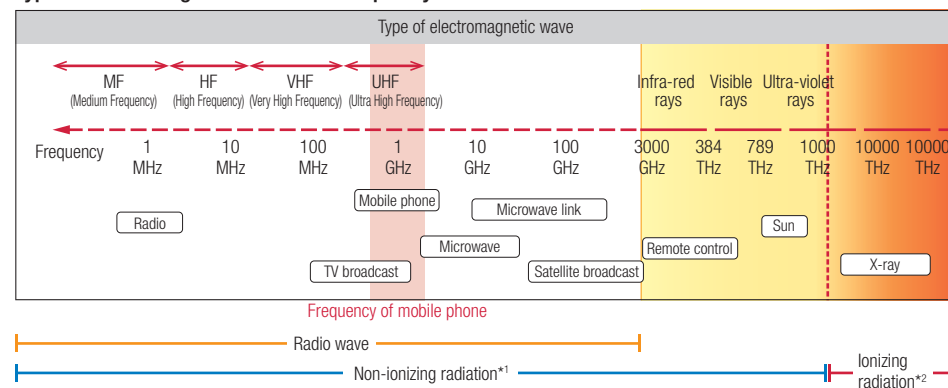 Type of electromagnetic wave
MF HF VHF UHF
(Medium Frequency) (High Frequency) (Very High Frequency) (Ultra High Frequency)
Infra-red rays
Visible rays
Ultra-violet rays
Frequency
1 MHz
10 MHz
100 MHz
1 GHz
10 GHz
100 GHz
3000 GHz
384 THz
789 THz
1000 THz
10000 THz
10000 THz
Mobile phone
Microwave link
Radio
Sun
Microwave
Remote control
TV broadcast
Satellite broadcast
X-ray
Frequency of mobile phone
Radio wave
Non-ionizing radiation*1
Ionizing
radiation*2